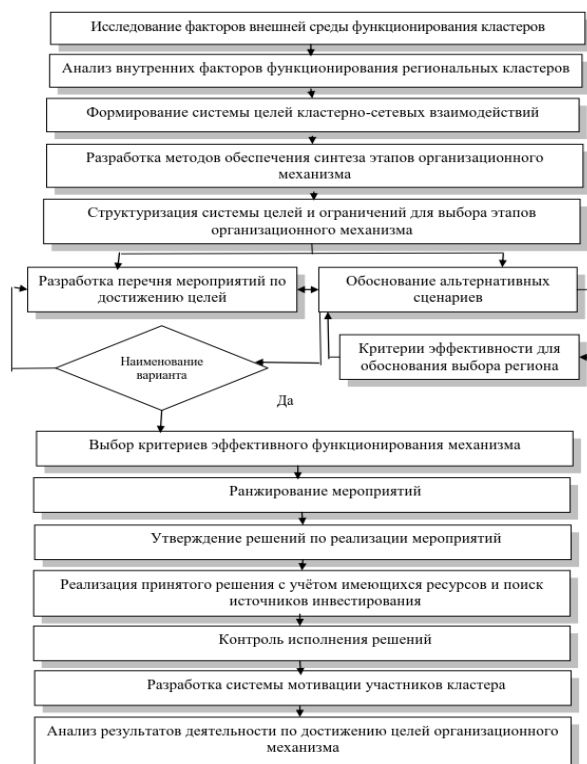 Исследование факторов внешней среды функционирования кластеров
Анализ внутренних факторов функционирования региональных кластеров
Формирование системы целей кластерно-сетевых взаимодействий
Разработка методов обеспечения синтеза этапов организационного
механизма
Структуризация системы целей и ограничений для выбора этапов
организационного механизма
Разработка перечня мероприятий по
достижению целей
Обоснование альтернативных
сценариев
Критерии эффективности для
обоснования выбора региона
Наименование
варианта
Да
Выбор критериев эффективного функционирования механизма
Ранжирование мероприятий
Утверждение решений по реализации мероприятий
Реализация принятого решения с учётом имеющихся ресурсов и поиск
источников инвестирования
Контроль исполнения решений
Разработка системы мотивации участников кластера
Анализ результатов деятельности по достижению целей организационного
механизма